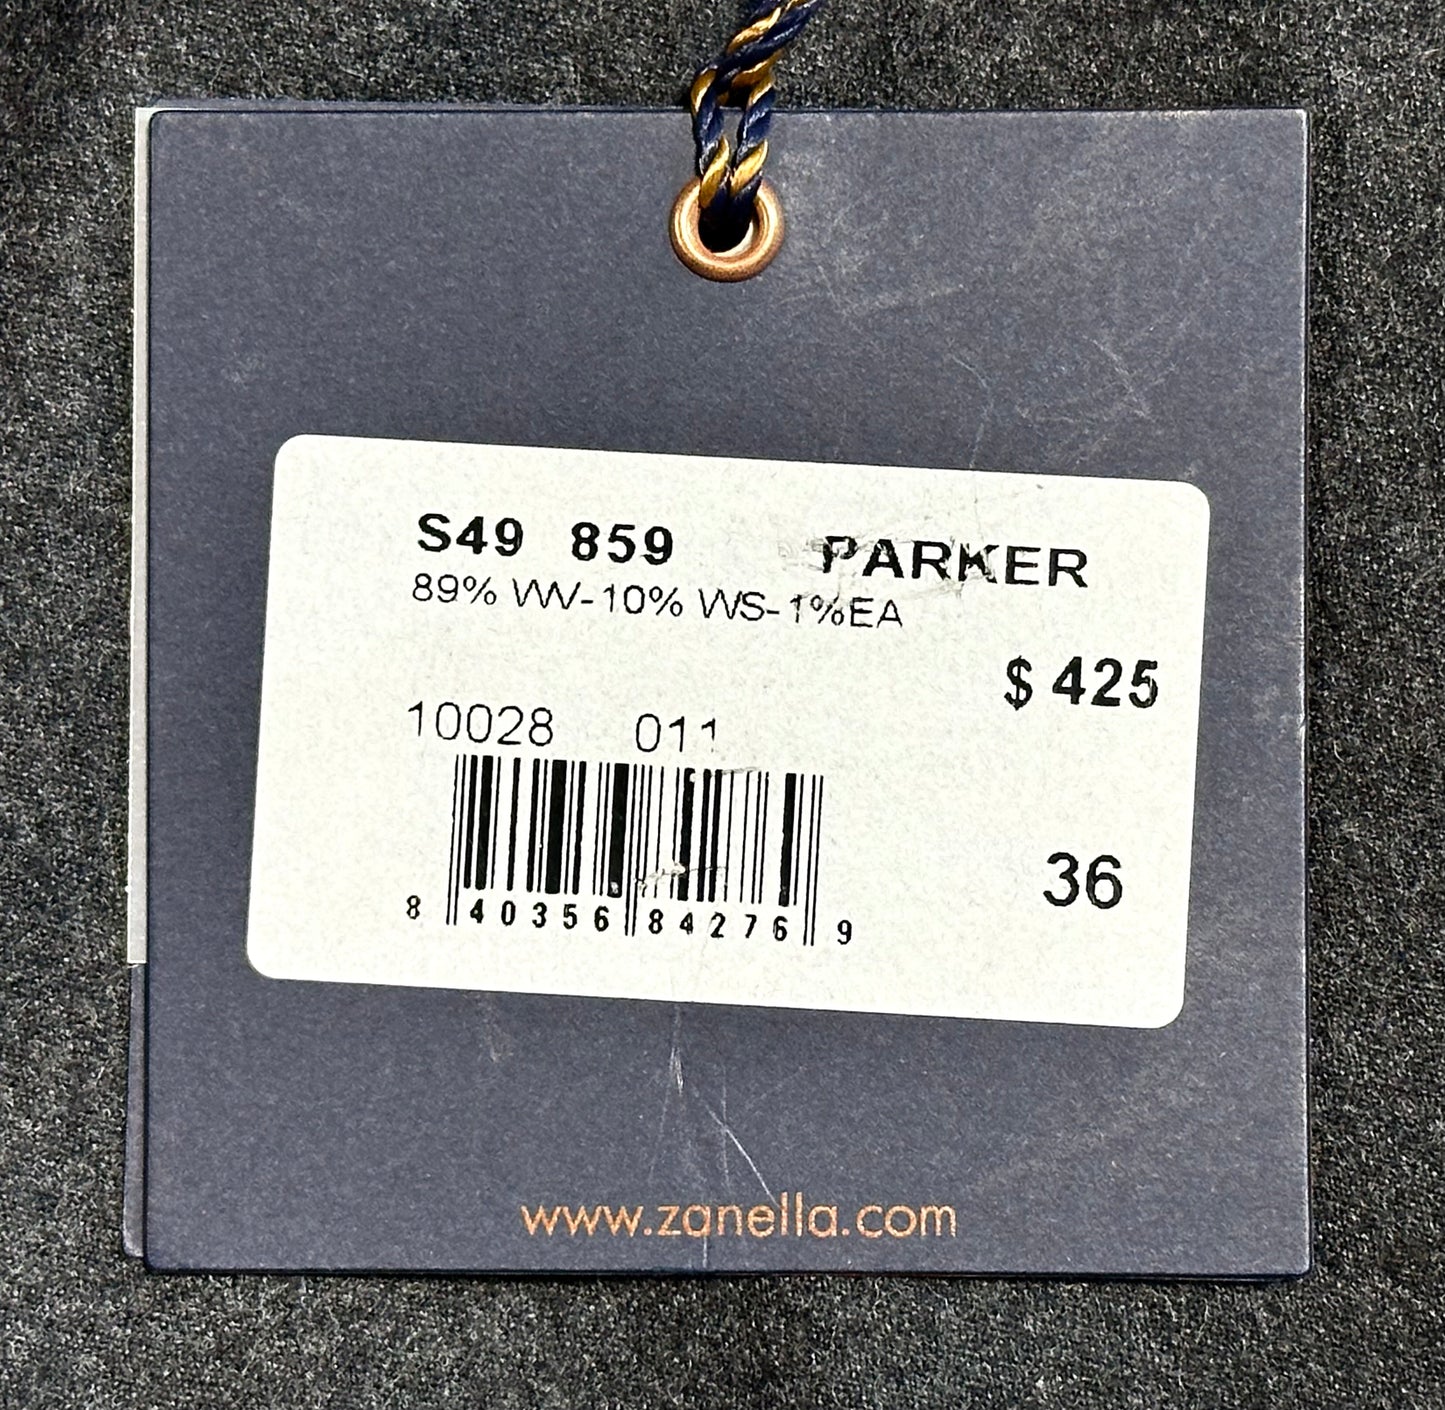 S49 859 PARKER
89% WV-10% WS-1%EA
$ 425
10028 011
36
8 40356 84276 9
www.zanella.com